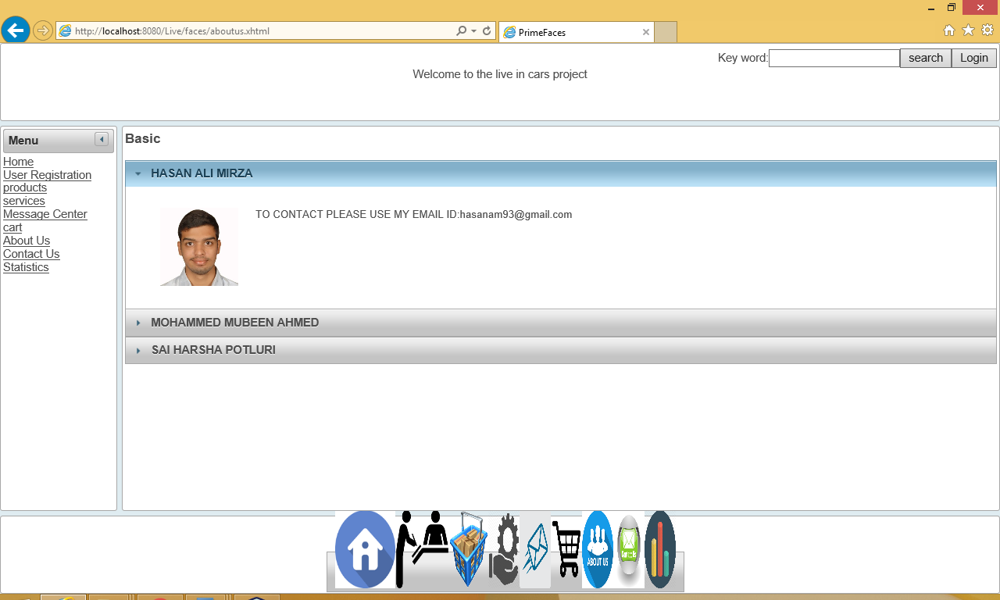 http://localhost:8080/Live/faces/aboutus.xhtml
PrimeFaces
Key word:
search
Login
Welcome to the live in cars project
Menu
Home
User Registration
products
services
Message Center
cart
About Us
Contact Us
Statistics
Basic
HASAN ALI MIRZA
TO CONTACT PLEASE USE MY EMAIL ID:hasanam93@gmail.com
MOHAMMED MUBEEN AHMED
SAI HARSHA POTLURI
ABOUT US